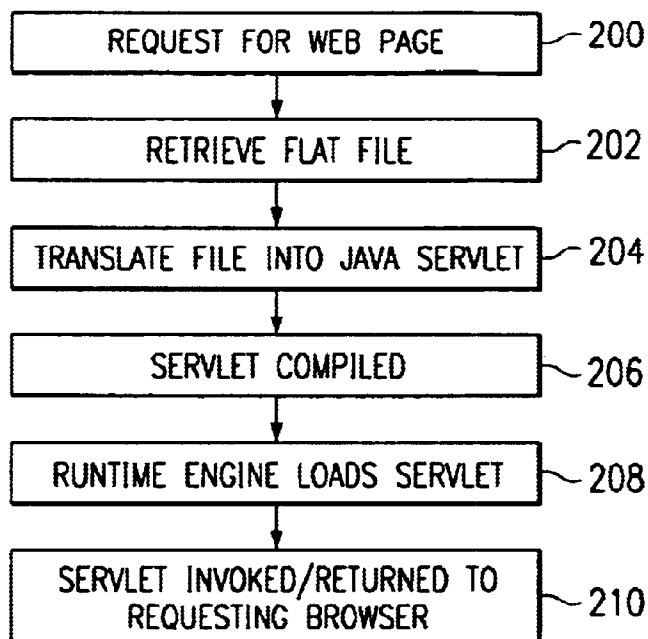 REQUEST FOR WEB PAGE 200
RETRIEVE FLAT FILE 202
TRANSLATE FILE INTO JAVA SERVLET 204
SERVLET COMPILED 206
RUNTIME ENGINE LOADS SERVLET 208
SERVLET INVOKED/RETURNED TO
REQUESTING BROWSER 210